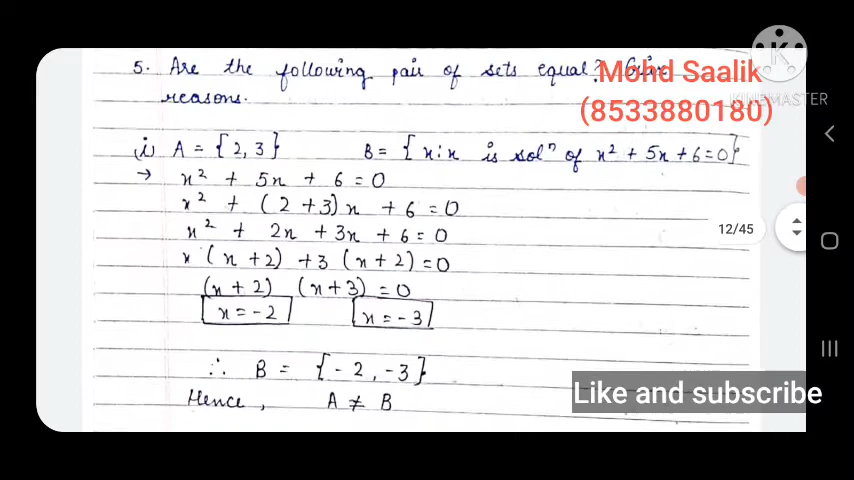 5. Are the following pair of sets equal? Give
reasons.
Mohd Saalik
(8533880180)
KINEMASTER
(i) A = {2, 3} B = {x : x is solⁿ of x² + 5x + 6 = 0}
→ x² + 5x + 6 = 0
x² + (2 + 3)x + 6 = 0
x² + 2x + 3x + 6 = 0
x (x + 2) + 3 (x + 2) = 0
(x + 2) (x + 3) = 0
x = -2 x = -3
12/45
∴ B = {-2, -3}
Hence, A ≠ B
Like and subscribe